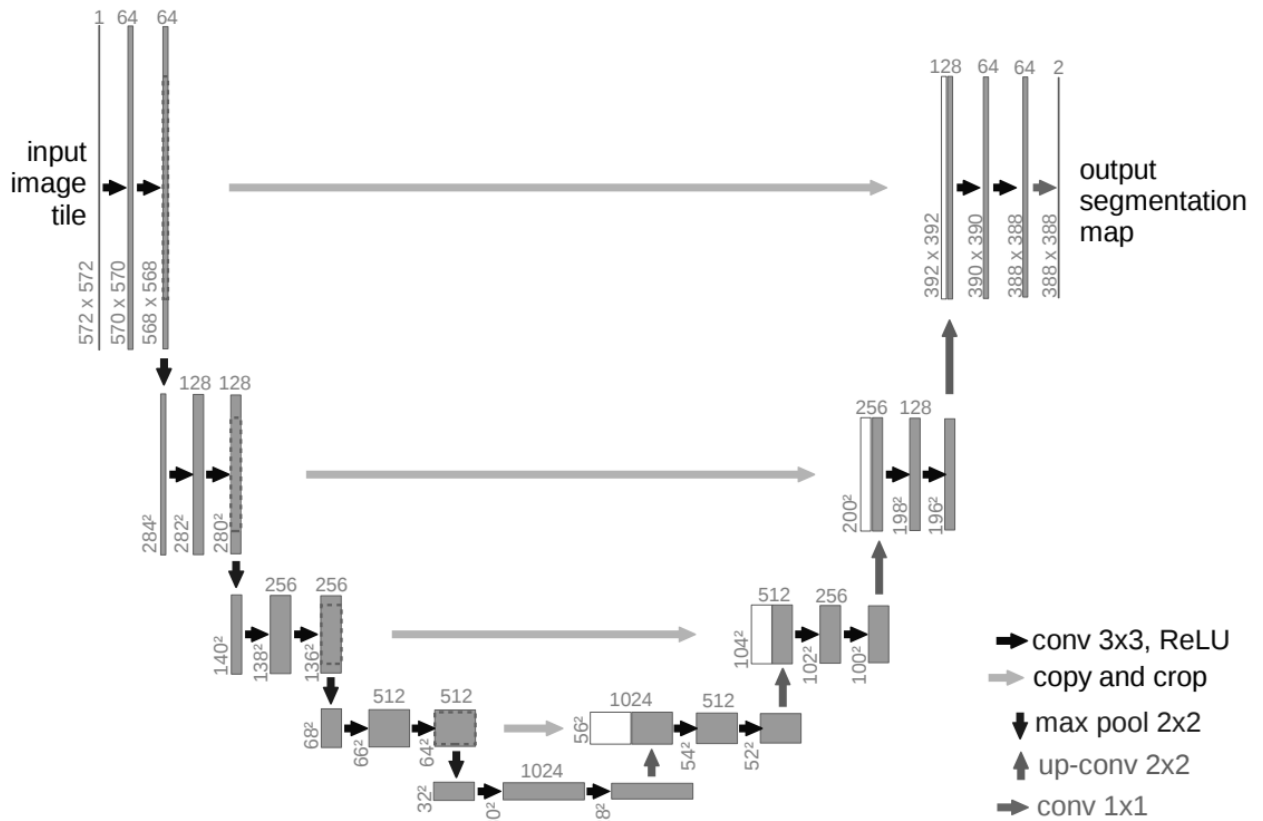 1 64 64
input
image
tile
572 x 572
570 x 570
568 x 568
128 64 64 2
output
segmentation
map
392 x 392
390 x 390
388 x 388
388 x 388
128 128
284²
282²
280²
256 128
200²
198²
196²
256 256
140²
138²
136²
512 256
104²
102²
100²
512 512
68²
66²
64²
1024 512
56²
54²
52²
1024
32²
0²
8²
conv 3x3, ReLU
copy and crop
max pool 2x2
up-conv 2x2
conv 1x1